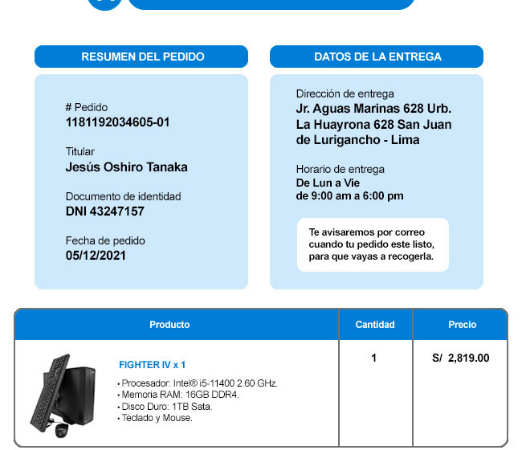 RESUMEN DEL PEDIDO
# Pedido
1181192034605-01
Titular
Jesús Oshiro Tanaka
Documento de identidad
DNI 43247157
Fecha de pedido
05/12/2021
DATOS DE LA ENTREGA
Dirección de entrega
Jr. Aguas Marinas 628 Urb.
La Huayrona 628 San Juan
de Lurigancho - Lima
Horario de entrega
De Lun a Vie
de 9:00 am a 6:00 pm
Te avisaremos por correo
cuando tu pedido este listo,
para que vayas a recogerla.
Producto Cantidad Precio
FIGHTER IV x 1 1 S/ 2,819.00
• Procesador: Intel® i5-11400 2.60 GHz.
• Memoria RAM: 16GB DDR4.
• Disco Duro: 1TB Sata.
• Teclado y Mouse.